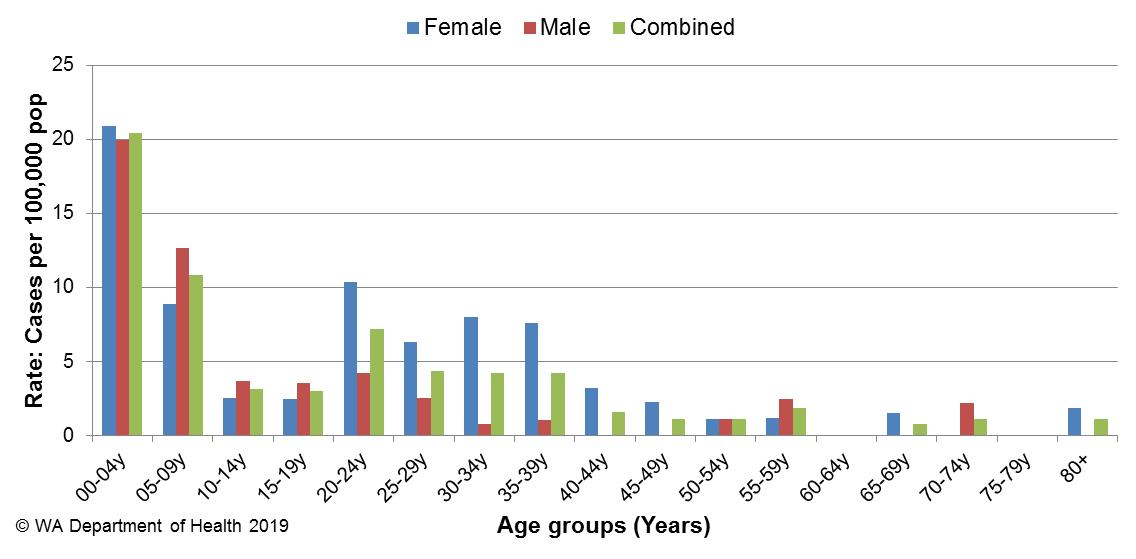 Female Male Combined
Rate: Cases per 100,000 pop
25
20
15
10
5
0
00-04y 05-09y 10-14y 15-19y 20-24y 25-29y 30-34y 35-39y 40-44y 45-49y 50-54y 55-59y 60-64y 65-69y 70-74y 75-79y 80+
© WA Department of Health 2019
Age groups (Years)